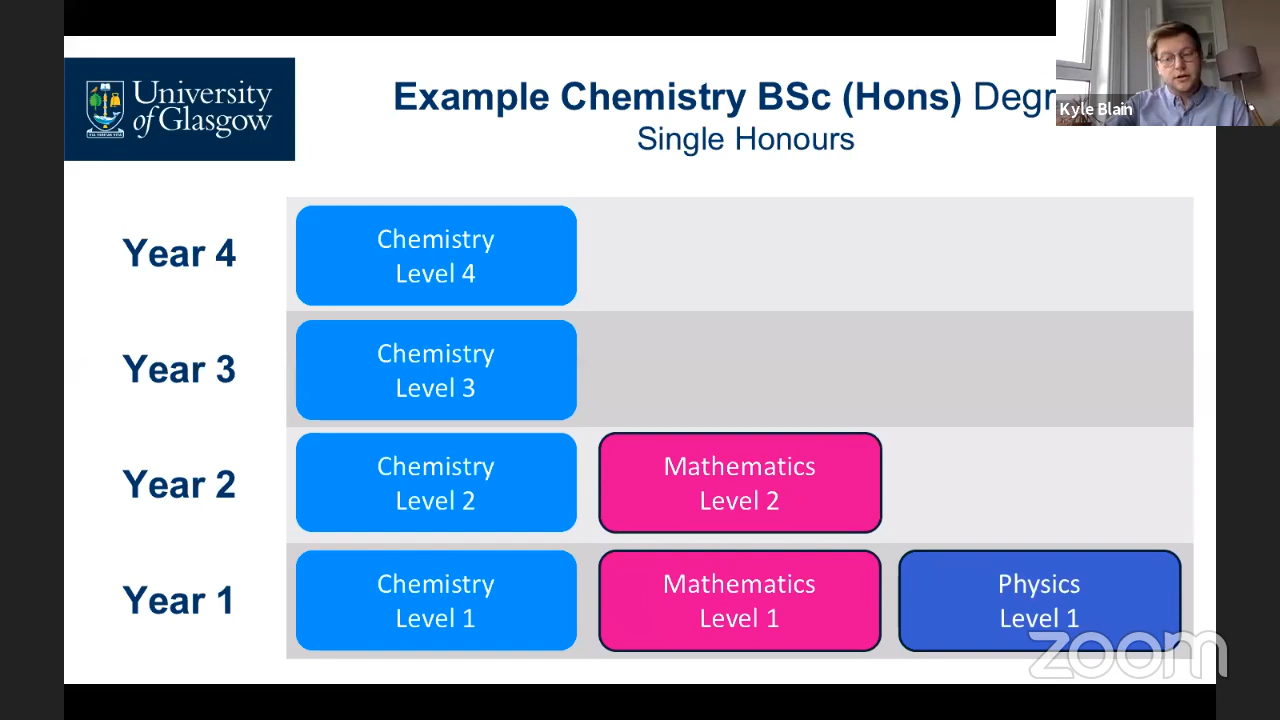 University
of Glasgow
Example Chemistry BSc (Hons) Degr
Single Honours
Kyle Blain
Year 4
Chemistry
Level 4
Year 3
Chemistry
Level 3
Year 2
Chemistry
Level 2
Mathematics
Level 2
Year 1
Chemistry
Level 1
Mathematics
Level 1
Physics
Level 1
zoom